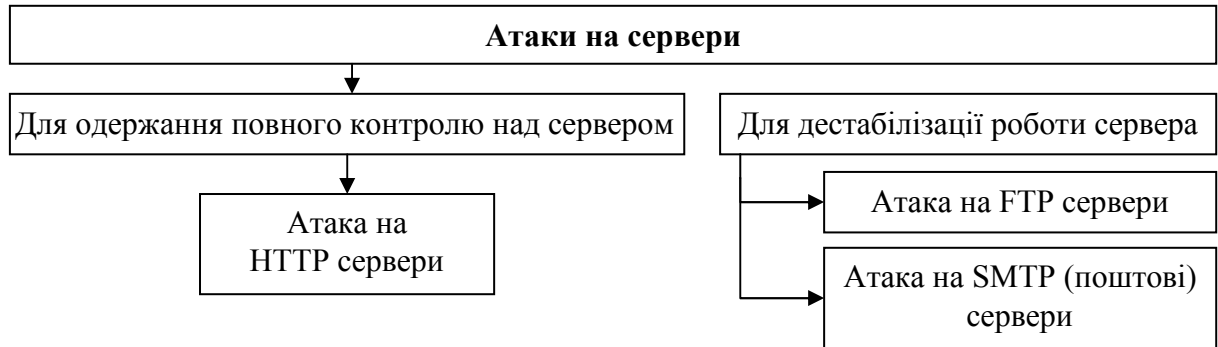 Атаки на сервери
Для одержання повного контролю над сервером
Для дестабілізації роботи сервера
Атака на
HTTP сервери
Атака на FTP сервери
Атака на SMTP (поштові)
сервери